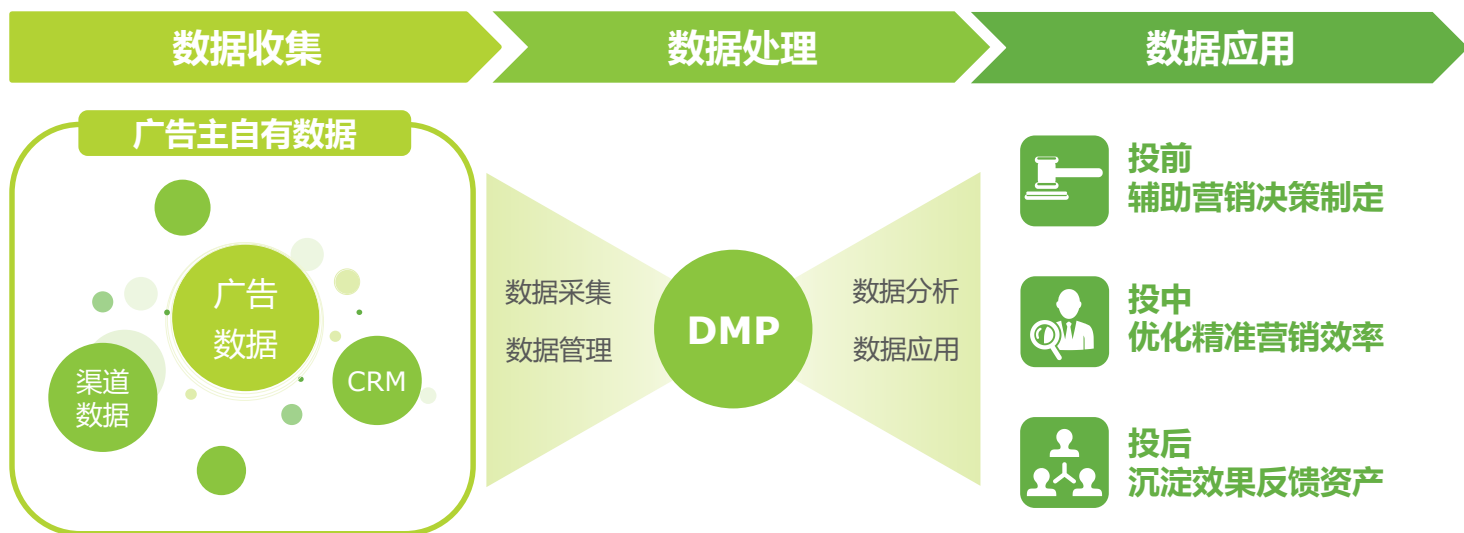 数据收集
数据处理
数据应用
广告主自有数据
广告
数据
渠道
数据
CRM
数据采集
数据管理
DMP
数据分析
数据应用
投前
辅助营销决策制定
投中
优化精准营销效率
投后
沉淀效果反馈资产